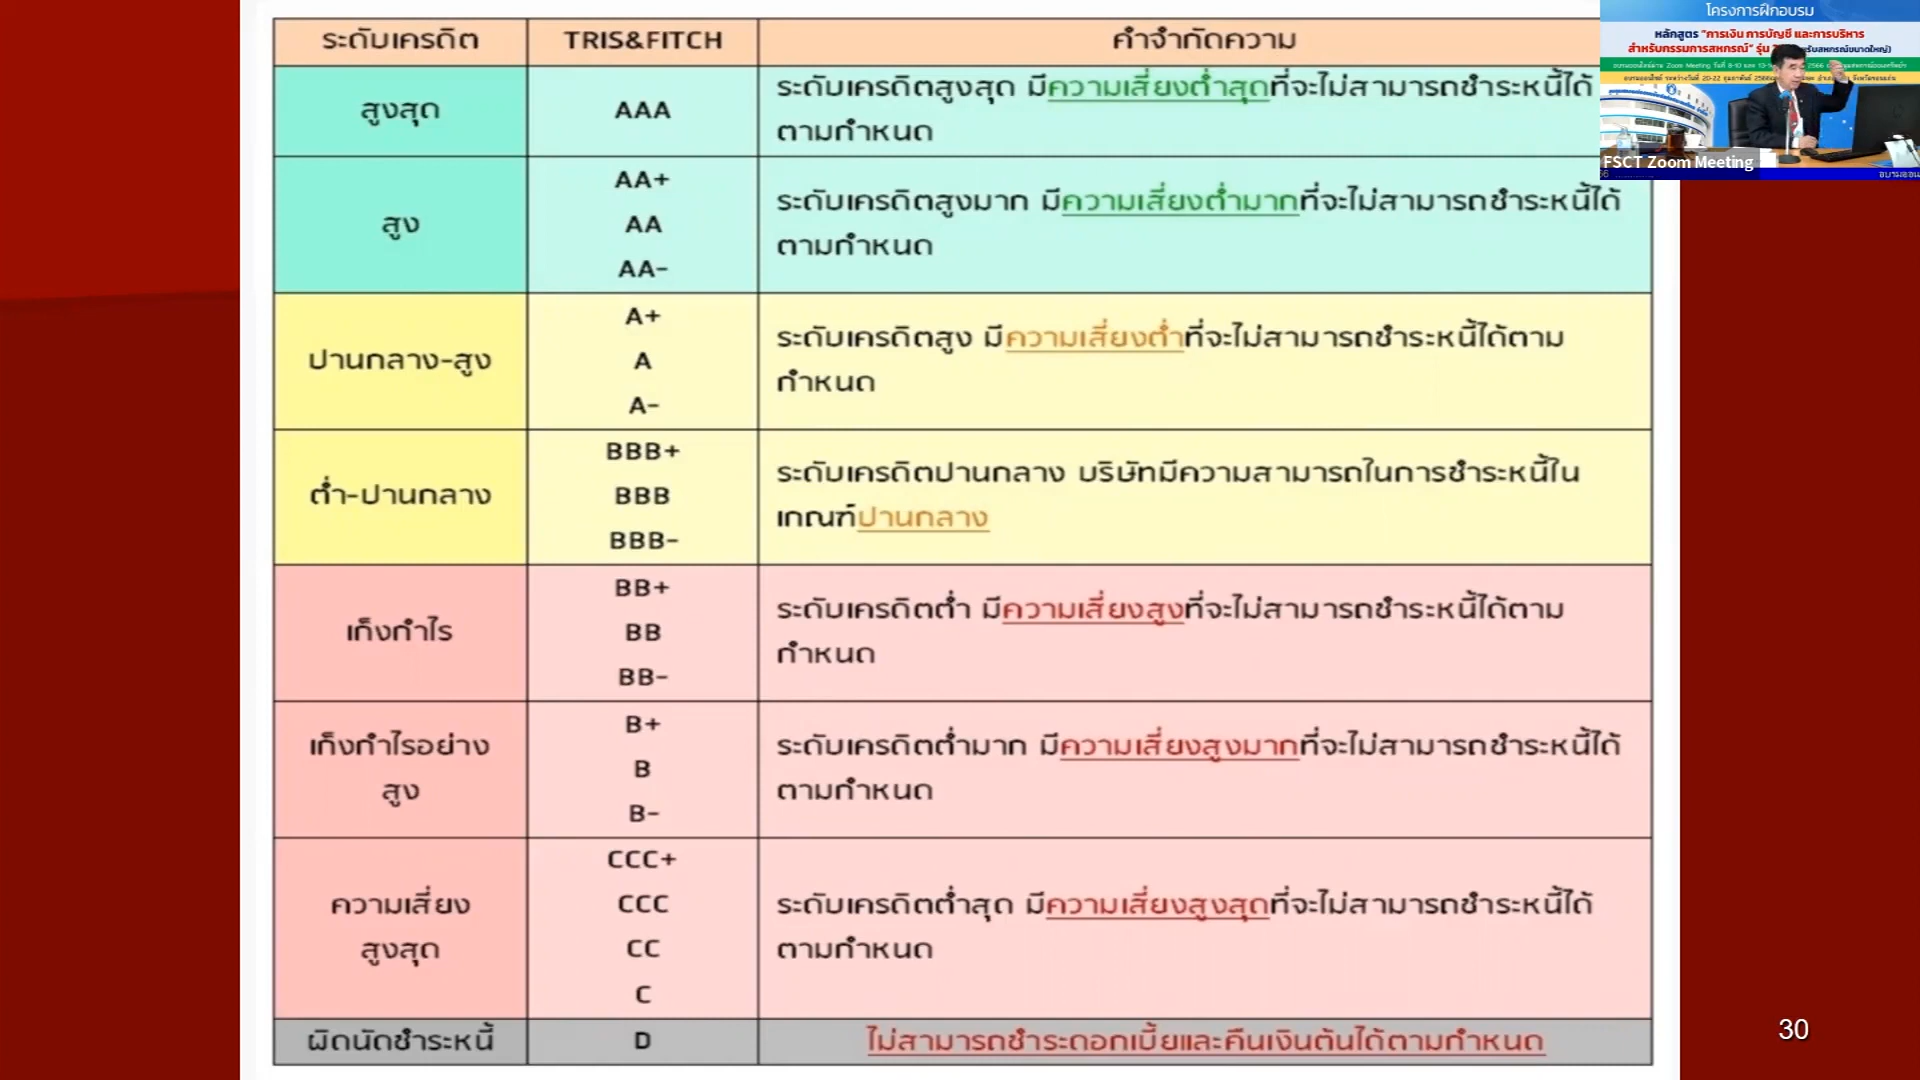 ระดับเครดิต TRIS&FITCH คำจำกัดความ
สูงสุด AAA ระดับเครดิตสูงสุด มีความเสี่ยงต่ำสุดที่จะไม่สามารถชำระหนี้ได้
ตามกำหนด
สูง
AA+
AA
AA-
ระดับเครดิตสูงมาก มีความเสี่ยงต่ำมากที่จะไม่สามารถชำระหนี้ได้
ตามกำหนด
ปานกลาง-สูง
A+
A
A-
ระดับเครดิตสูง มีความเสี่ยงต่ำที่จะไม่สามารถชำระหนี้ได้ตาม
กำหนด
ต่ำ-ปานกลาง
BBB+
BBB
BBB-
ระดับเครดิตปานกลาง บริษัทมีความสามารถในการชำระหนี้ใน
เกณฑ์ปานกลาง
เก็งกำไร
BB+
BB
BB-
ระดับเครดิตต่ำ มีความเสี่ยงสูงที่จะไม่สามารถชำระหนี้ได้ตาม
กำหนด
เก็งกำไรอย่าง
สูง
B+
B
B-
ระดับเครดิตต่ำมาก มีความเสี่ยงสูงมากที่จะไม่สามารถชำระหนี้ได้
ตามกำหนด
ความเสี่ยง
สูงสุด
CCC+
CCC
CC
C
ระดับเครดิตต่ำสุด มีความเสี่ยงสูงสุดที่จะไม่สามารถชำระหนี้ได้
ตามกำหนด
ผิดนัดชำระหนี้ D ไม่สามารถชำระดอกเบี้ยและคืนเงินต้นได้ตามกำหนด
30
โครงการฝึกอบรม
หลักสูตร "การเงิน การบัญชี และการบริหาร
สำหรับกรรมการสหกรณ์" รุ่น
FSCT Zoom Meeting